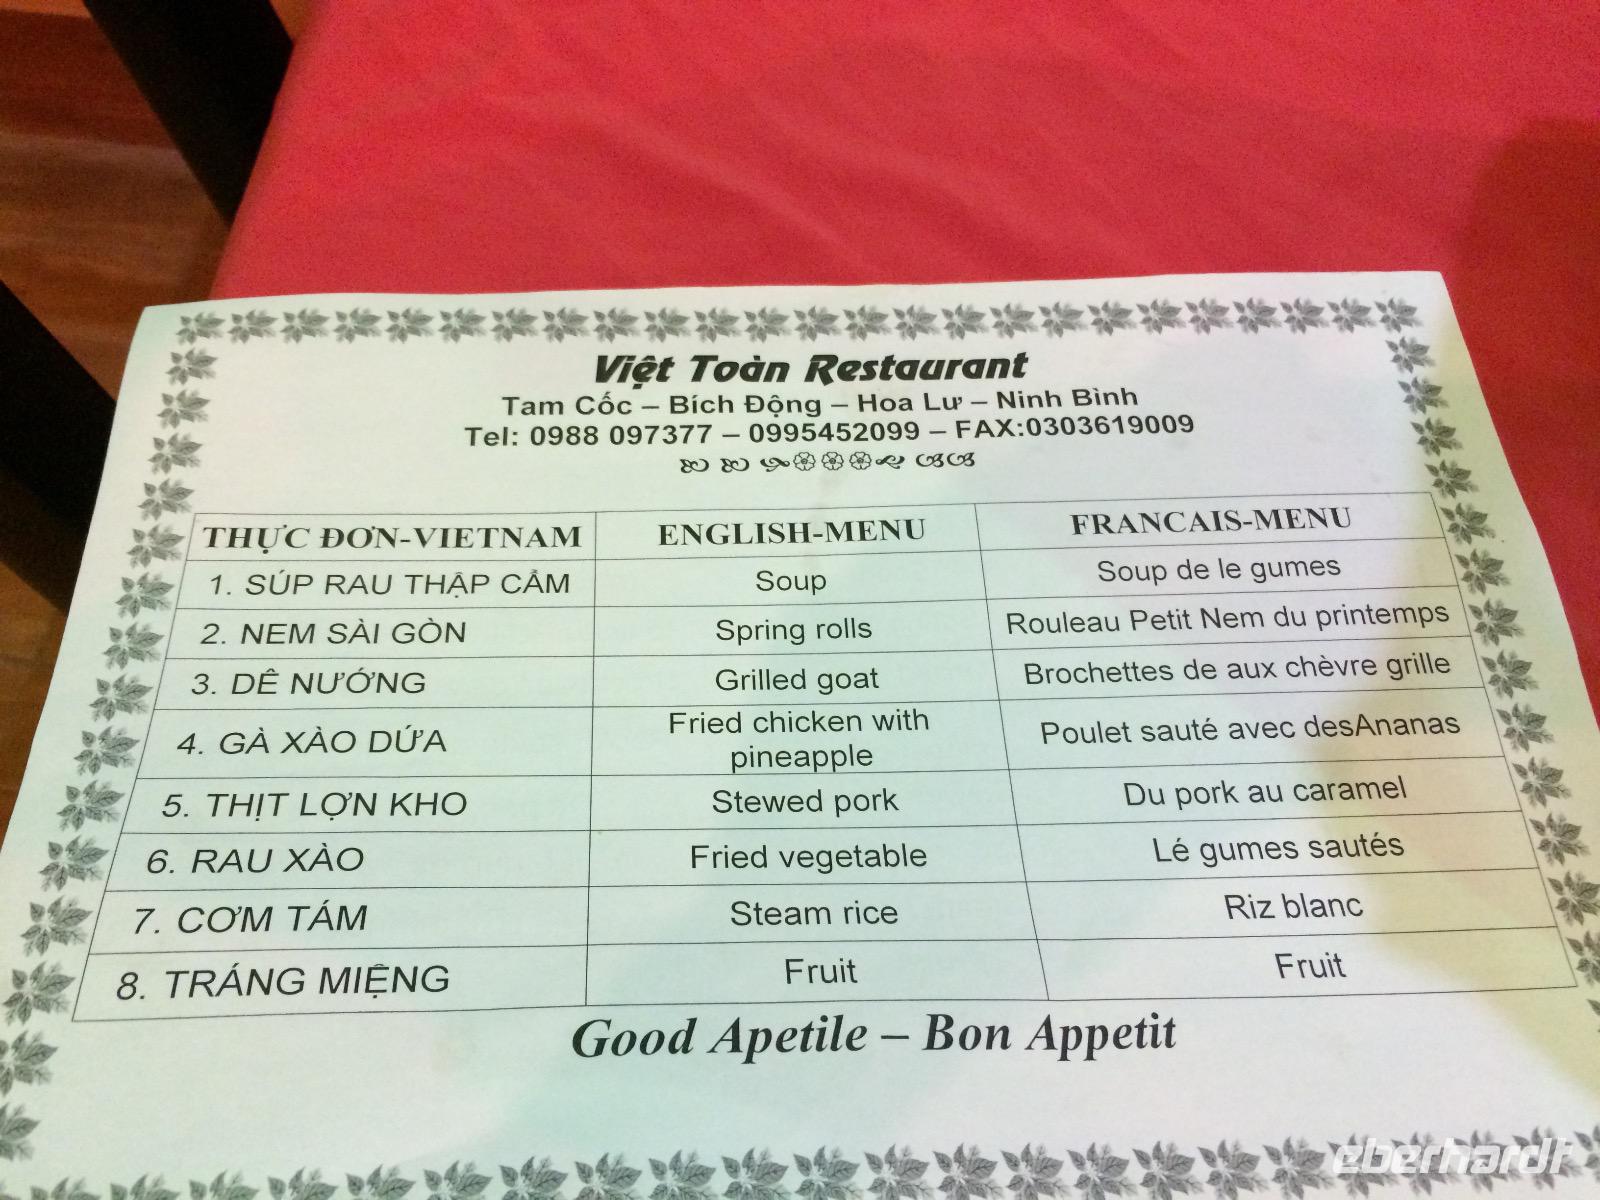 Việt Toàn Restaurant
Tam Cốc – Bích Động – Hoa Lư – Ninh Bình
Tel: 0988 097377 – 0995452099 – FAX:0303619009
THỰC ĐƠN-VIETNAM ENGLISH-MENU FRANCAIS-MENU
1. SÚP RAU THẬP CẨM Soup Soup de le gumes
2. NEM SÀI GÒN Spring rolls Rouleau Petit Nem du printemps
3. DÊ NƯỚNG Grilled goat Brochettes de aux chèvre grille
4. GÀ XÀO DỨA Fried chicken with pineapple Poulet sauté avec desAnanas
5. THỊT LỢN KHO Stewed pork Du pork au caramel
6. RAU XÀO Fried vegetable Lé gumes sautés
7. CƠM TÁM Steam rice Riz blanc
8. TRÁNG MIỆNG Fruit Fruit
Good Apetile – Bon Appetit
eberhardt